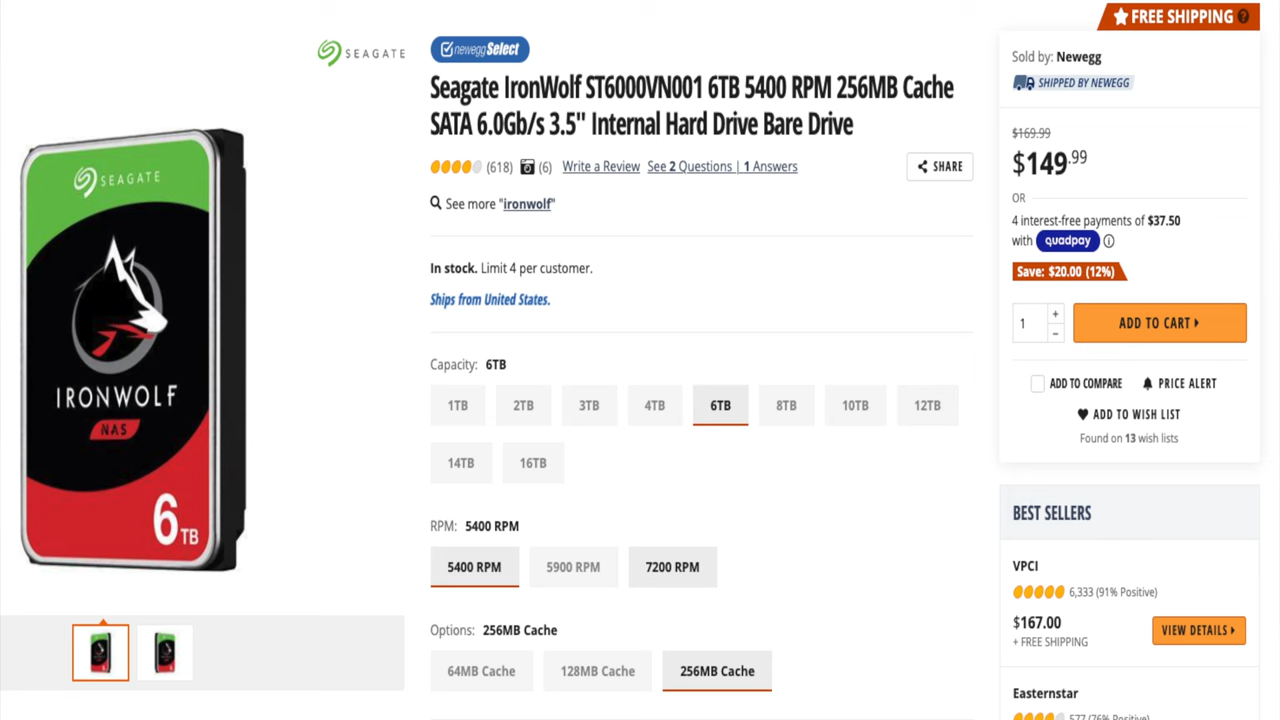 FREE SHIPPING ?
SEAGATE
neweggSelect
Seagate IronWolf ST6000VN001 6TB 5400 RPM 256MB Cache
SATA 6.0Gb/s 3.5" Internal Hard Drive Bare Drive
(618) (6) Write a Review See 2 Questions | 1 Answers
SHARE
See more "ironwolf"
In stock. Limit 4 per customer.
Ships from United States.
Capacity: 6TB
1TB 2TB 3TB 4TB 6TB 8TB 10TB 12TB
14TB 16TB
RPM: 5400 RPM
5400 RPM 5900 RPM 7200 RPM
Options: 256MB Cache
64MB Cache 128MB Cache 256MB Cache
SEAGATE
IRONWOLF
NAS
6TB
Sold by: Newegg
SHIPPED BY NEWEGG
$169.99
$149.99
OR
4 interest-free payments of $37.50
with quadpay i
Save: $20.00 (12%)
1 + −
ADD TO CART
ADD TO COMPARE PRICE ALERT
ADD TO WISH LIST
Found on 13 wish lists
BEST SELLERS
VPCI
6,333 (91% Positive)
$167.00
+ FREE SHIPPING
VIEW DETAILS
Easternstar
577 (76% Positive)